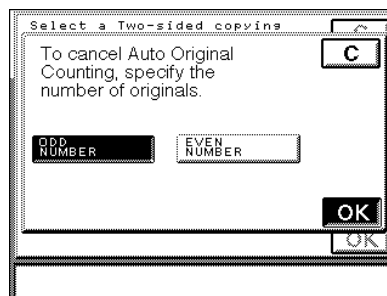 Select a Two-sided copying
C
To cancel Auto Original
Counting, specify the
number of originals.
ODD
NUMBER
EVEN
NUMBER
OK
OK